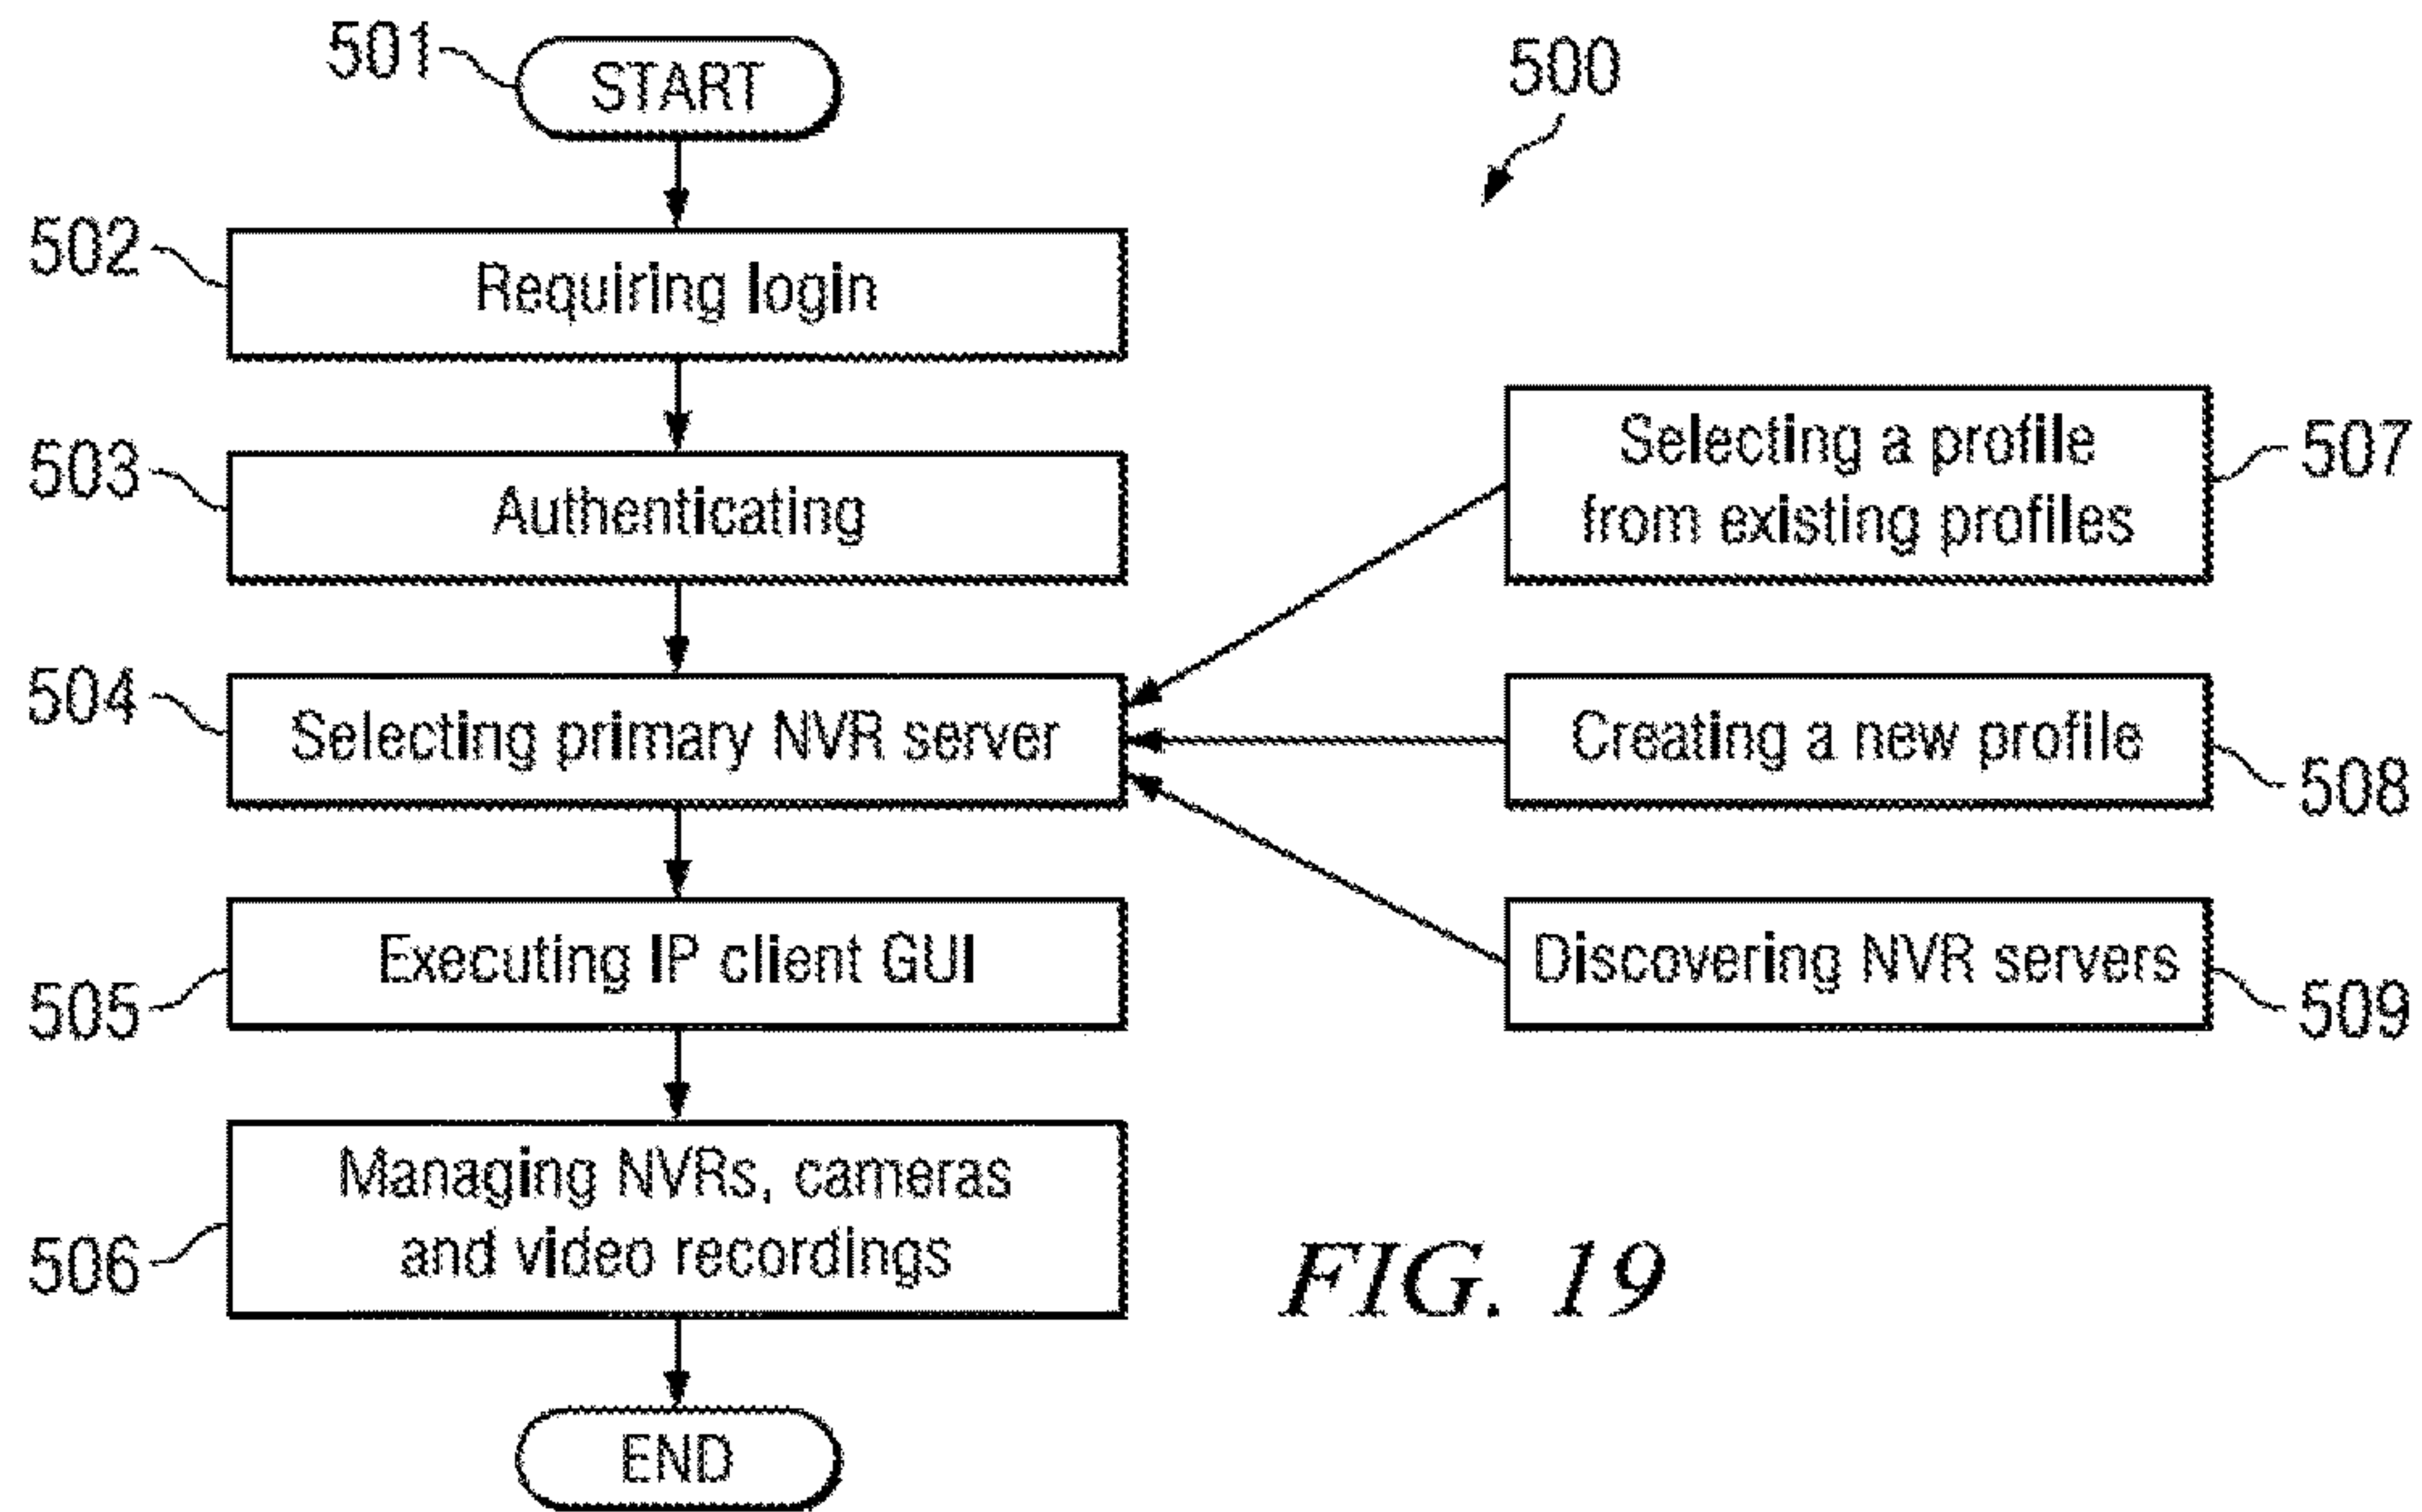 501
START
500
502
Requiring login
503
Authenticating
Selecting a profile
from existing profiles
507
504
Selecting primary NVR server
Creating a new profile
508
505
Executing IP client GUI
Discovering NVR servers
509
506
Managing NVRs, cameras
and video recordings
FIG. 19
END